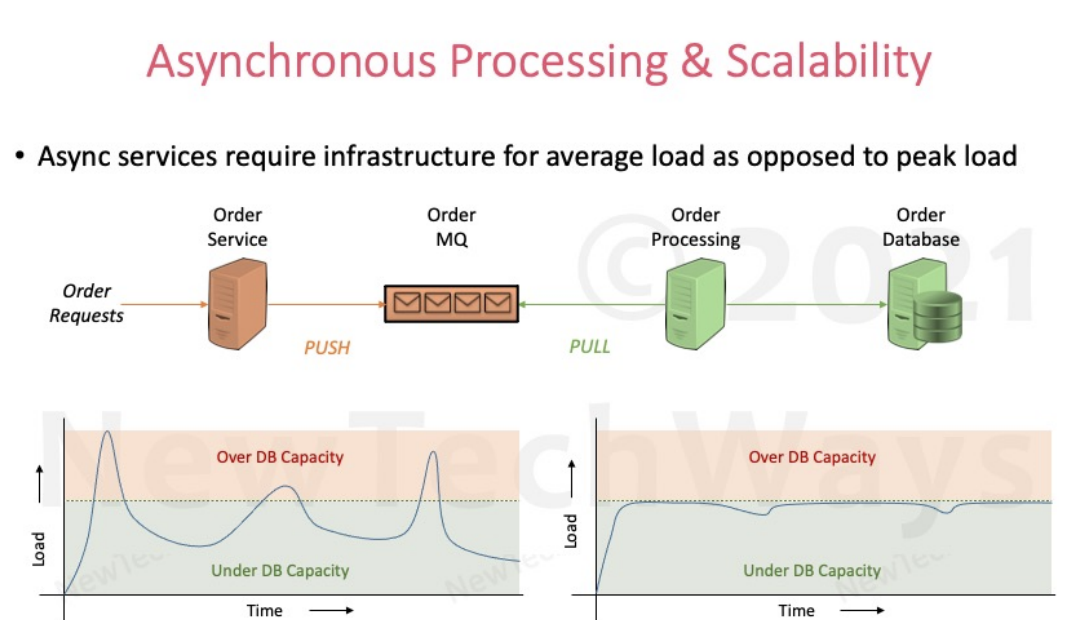 Asynchronous Processing & Scalability
• Async services require infrastructure for average load as opposed to peak load
Order
Service
Order
MQ
Order
Processing
Order
Database
Order
Requests
PUSH
PULL
©2021
NewTechWays
Over DB Capacity
Under DB Capacity
Load
Time
Over DB Capacity
Under DB Capacity
Load
Time